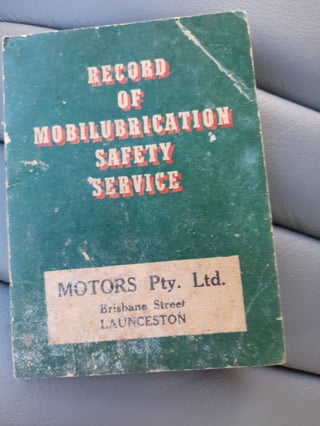 RECORD
OF
MOBILUBRICATION
SAFETY
SERVICE
MOTORS Pty. Ltd.
Brisbane Street
LAUNCESTON